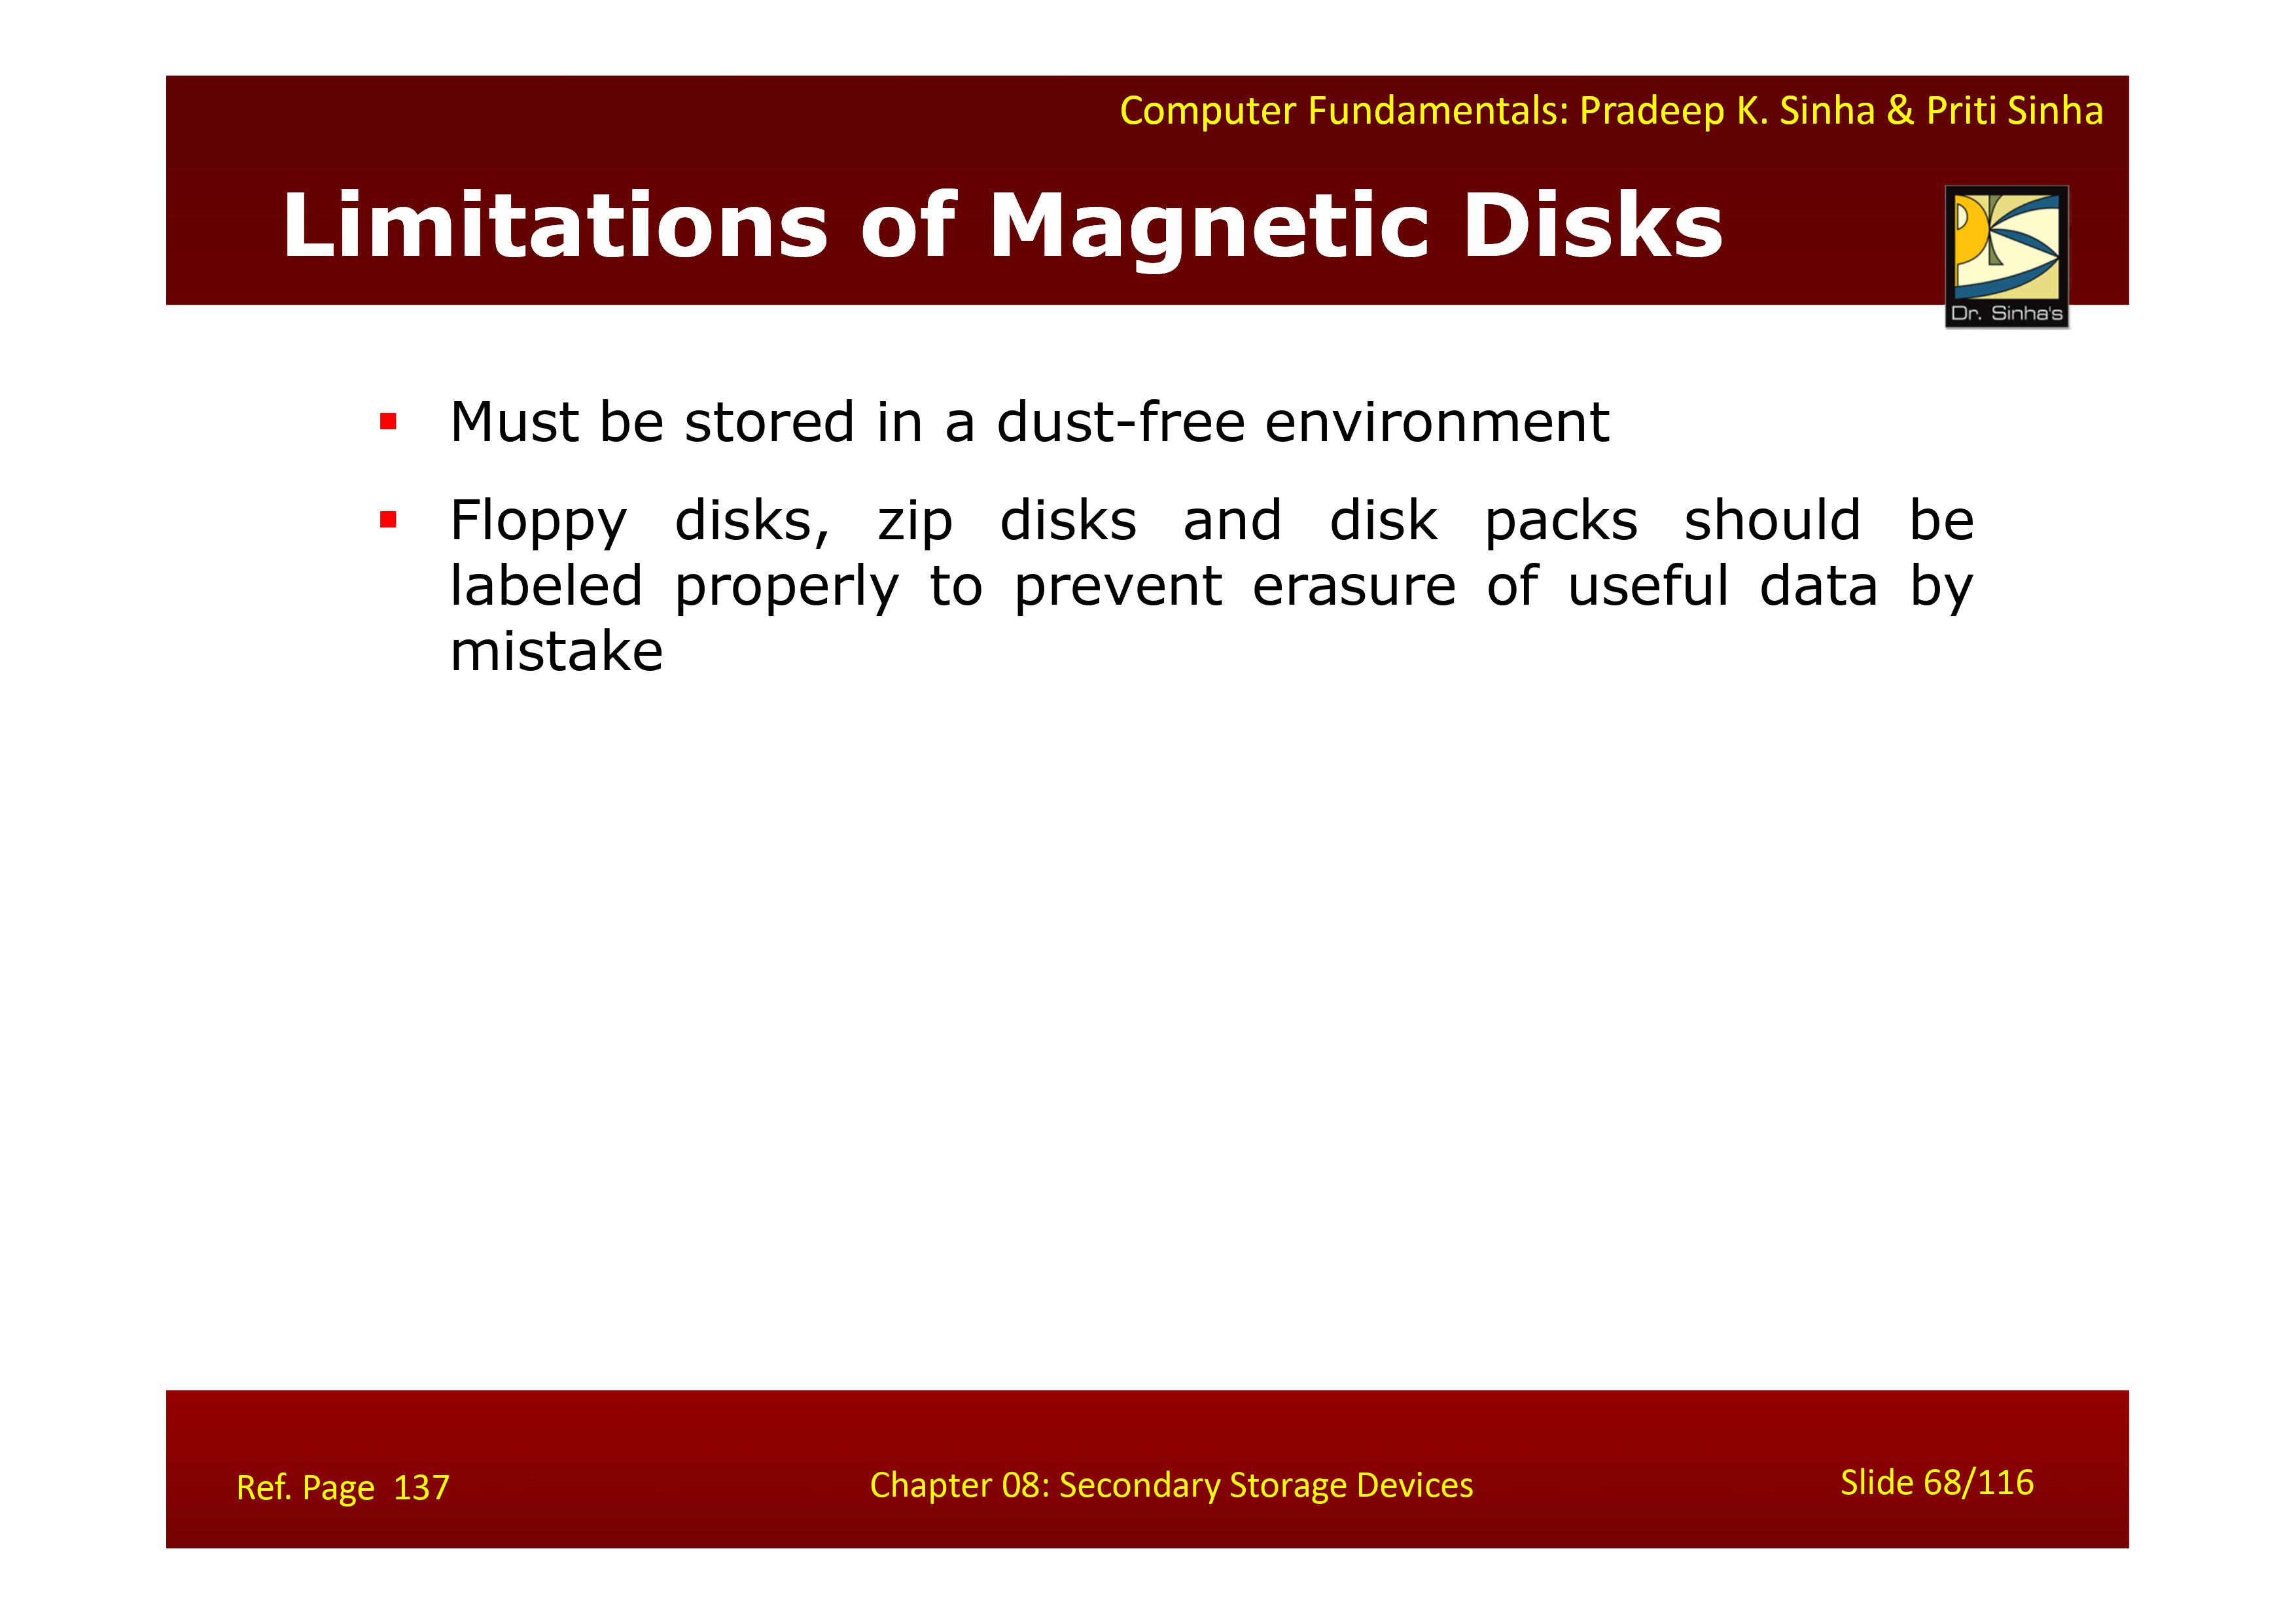 Computer Fundamentals: Pradeep K. Sinha & Priti Sinha
Limitations of Magnetic Disks
Dr. Sinha's
▪ Must be stored in a dust-free environment
▪ Floppy disks, zip disks and disk packs should be
labeled properly to prevent erasure of useful data by
mistake
Ref. Page 137
Chapter 08: Secondary Storage Devices
Slide 68/116